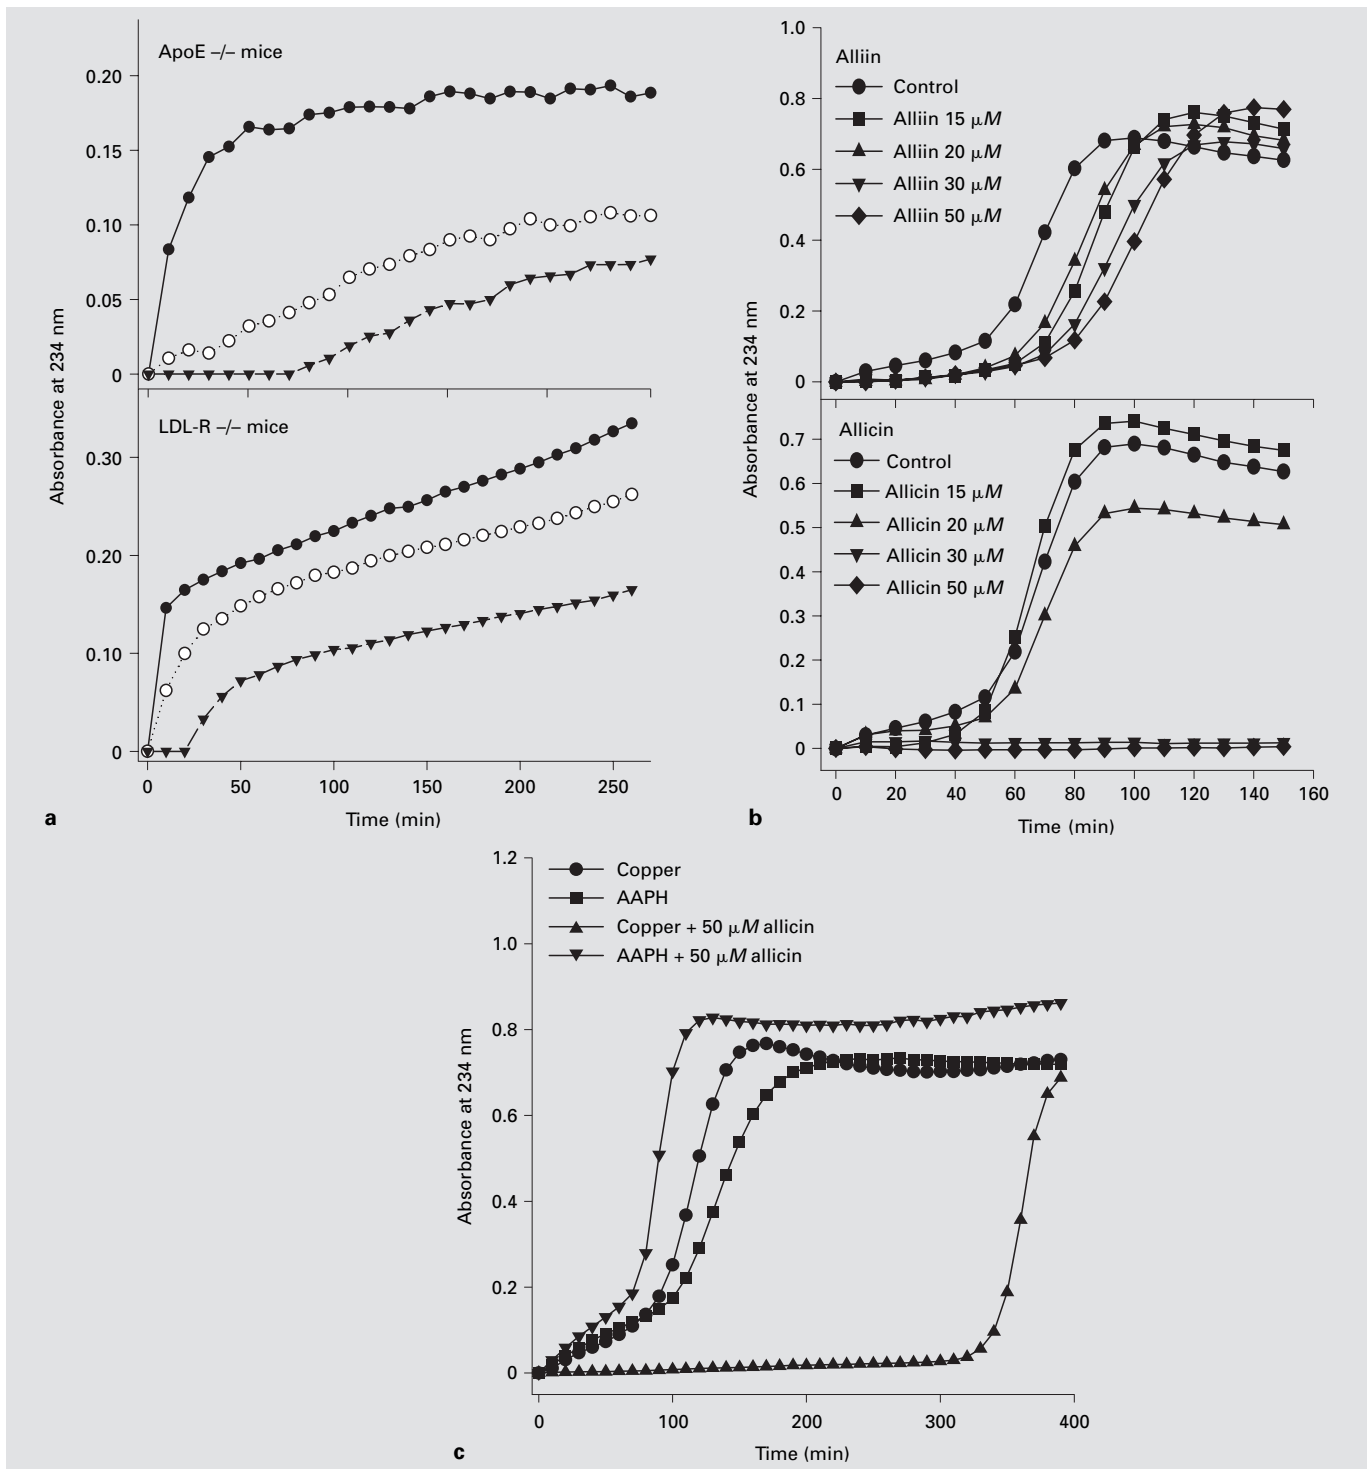 ApoE –/– mice
0.20
0.15
0.10
0.05
0
LDL-R –/– mice
0.30
0.20
0.10
0
Absorbance at 234 nm
0
50
100
150
200
250
Time (min)
a
1.0
0.8
0.6
0.4
0.2
0
Alliin
Control
Alliin 15 μM
Alliin 20 μM
Alliin 30 μM
Alliin 50 μM
Absorbance at 234 nm
0.7
0.6
0.5
0.4
0.3
0.2
0.1
0
Allicin
Control
Allicin 15 μM
Allicin 20 μM
Allicin 30 μM
Allicin 50 μM
0
20
40
60
80
100
120
140
160
Time (min)
b
1.2
1.0
0.8
0.6
0.4
0.2
0
Copper
AAPH
Copper + 50 μM allicin
AAPH + 50 μM allicin
Absorbance at 234 nm
0
100
200
300
400
Time (min)
c